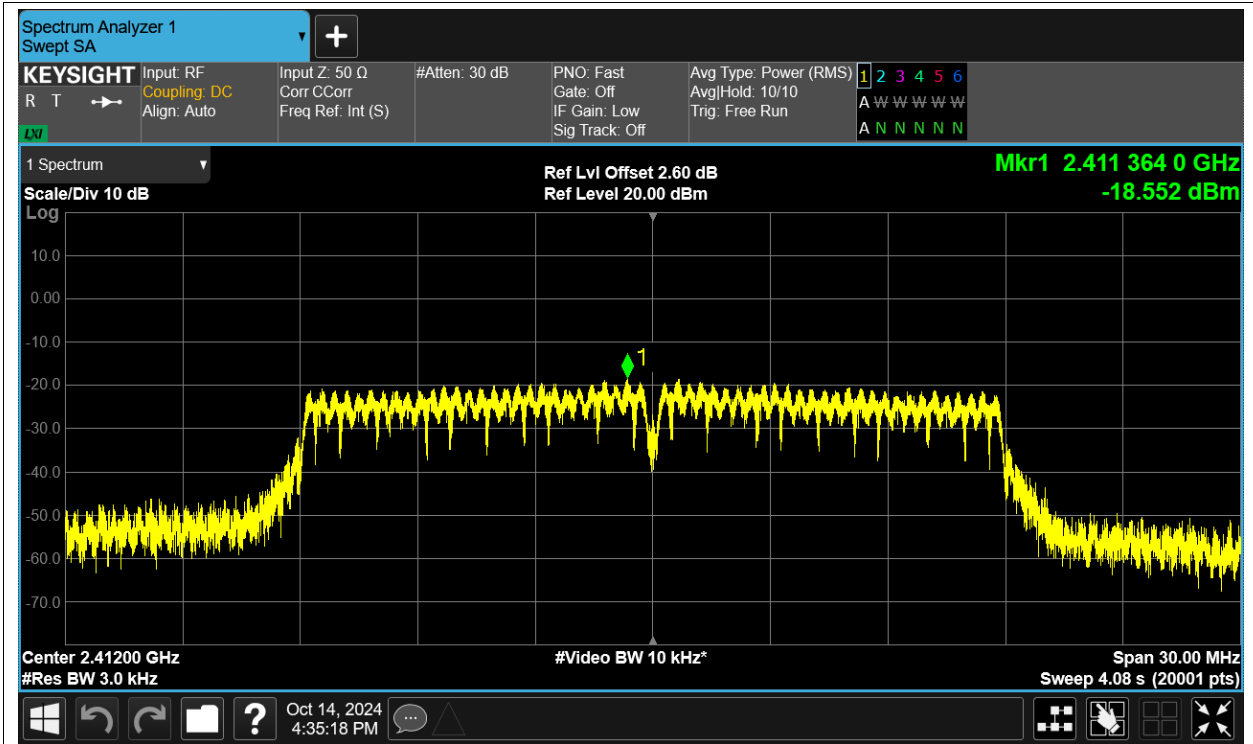 Spectrum Analyzer 1
Swept SA
KEYSIGHT
R T
LXI
Input: RF
Coupling: DC
Align: Auto
Input Z: 50 Ω
Corr CCorr
Freq Ref: Int (S)
#Atten: 30 dB
PNO: Fast
Gate: Off
IF Gain: Low
Sig Track: Off
Avg Type: Power (RMS)
Avg|Hold: 10/10
Trig: Free Run
1 2 3 4 5 6
A W W W W W
A N N N N N
1 Spectrum
Scale/Div 10 dB
Log
Ref Lvl Offset 2.60 dB
Ref Level 20.00 dBm
Mkr1 2.411 364 0 GHz
-18.552 dBm
10.0
0.00
-10.0
-20.0
-30.0
-40.0
-50.0
-60.0
-70.0
1
Center 2.41200 GHz
#Res BW 3.0 kHz
#Video BW 10 kHz*
Span 30.00 MHz
Sweep 4.08 s (20001 pts)
?
Oct 14, 2024
4:35:18 PM